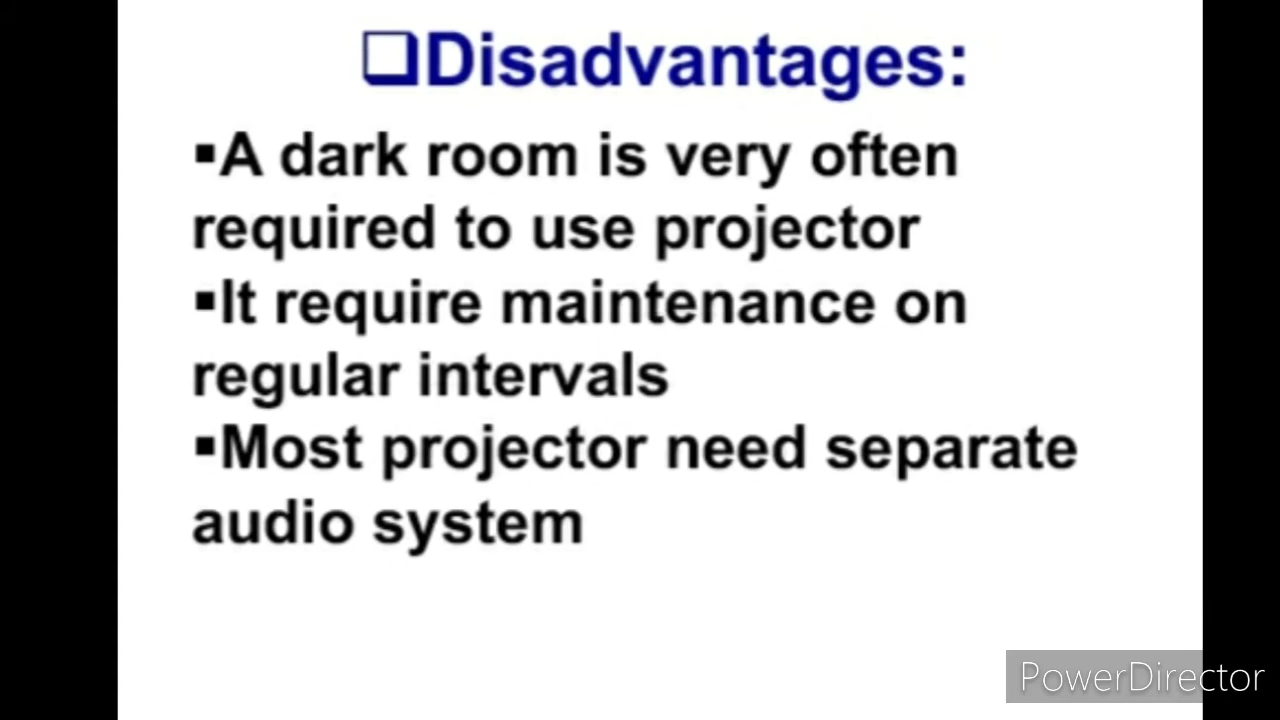 ❑Disadvantages:
▪A dark room is very often
required to use projector
▪It require maintenance on
regular intervals
▪Most projector need separate
audio system
PowerDirector